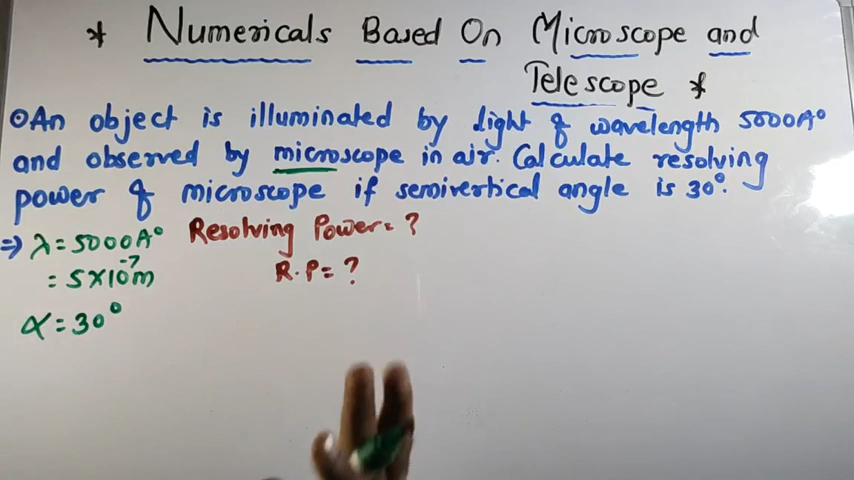 * Numericals Based On Microscope and
Telescope *
⊙An object is illuminated by light of wavelength 5000A°
and observed by microscope in air. Calculate resolving
power of microscope if semivertical angle is 30°.
⇒ λ = 5000A° Resolving Power = ?
= 5×10⁻⁷m R.P = ?
α = 30°